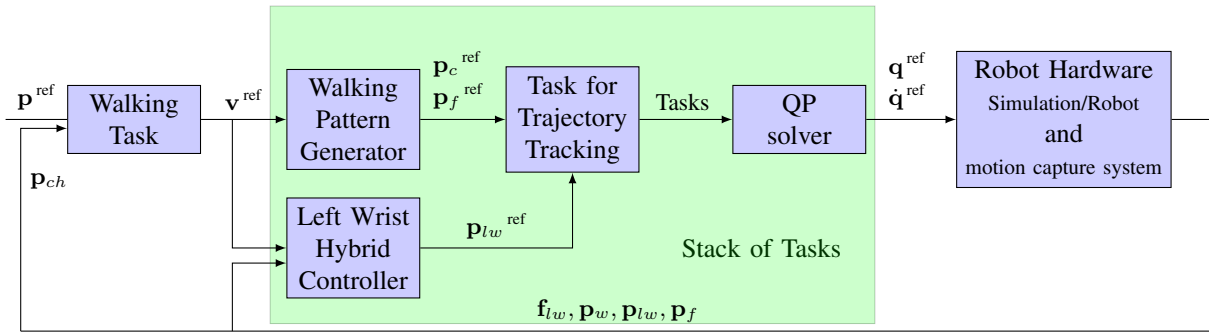 p^ref
Walking
Task
p_ch
v^ref
Walking
Pattern
Generator
p_c^ref
p_f^ref
Left Wrist
Hybrid
Controller
p_lw^ref
Task for
Trajectory
Tracking
Tasks
QP
solver
Stack of Tasks
q^ref
q̇^ref
Robot Hardware
Simulation/Robot
and
motion capture system
f_lw, p_w, p_lw, p_f